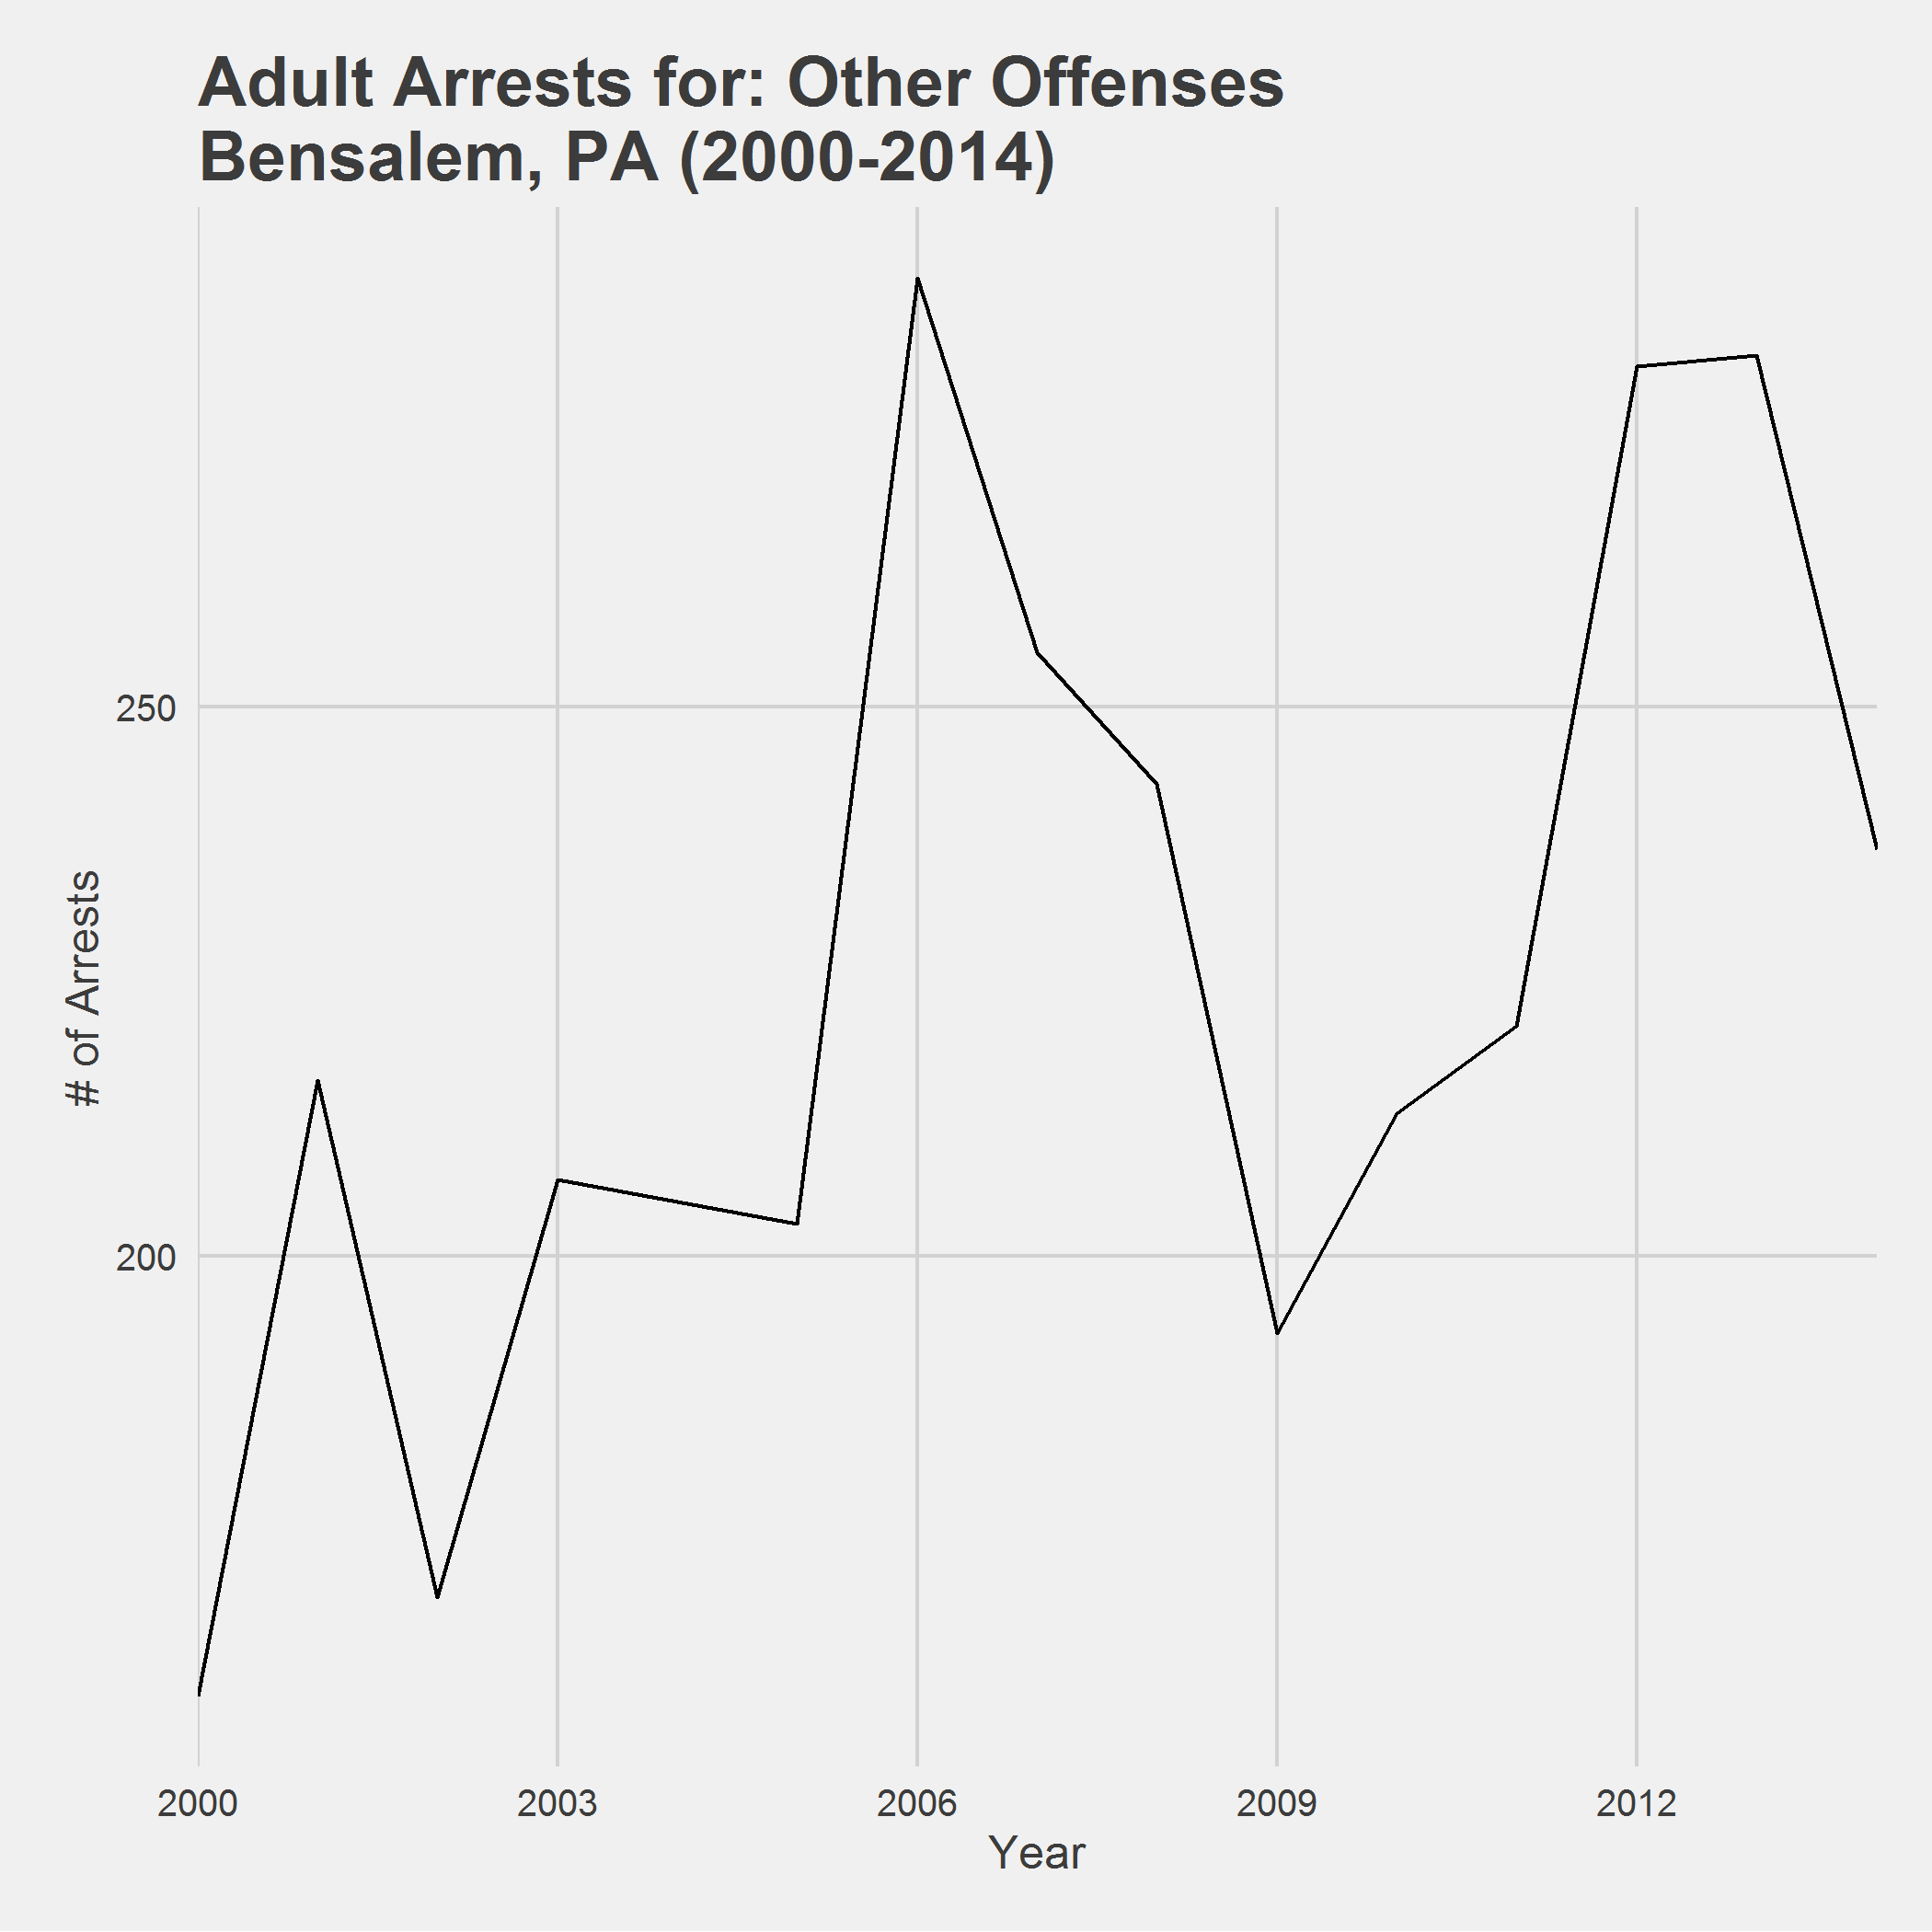 Adult Arrests for: Other Offenses
Bensalem, PA (2000-2014)
250
200
# of Arrests
2000 2003 2006 2009 2012
Year